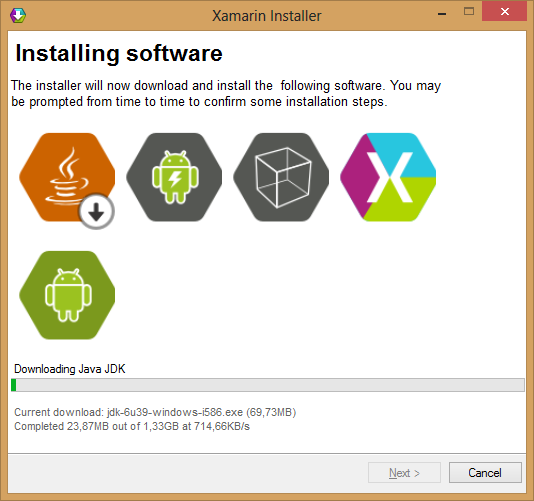 Xamarin Installer
Installing software
The installer will now download and install the  following software. You may
be prompted from time to time to confirm some installation steps.
Downloading Java JDK
Current download: jdk-6u39-windows-i586.exe (69,73MB)
Completed 23,87MB out of 1,33GB at 714,66KB/s
Next >
Cancel